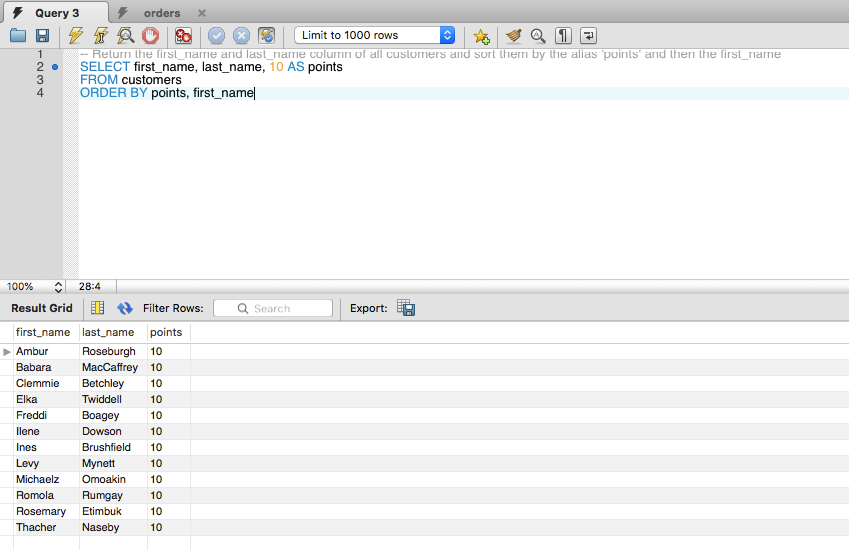 Query 3 orders
Limit to 1000 rows
1 -- Return the first_name and last_name column of all customers and sort them by the alias 'points' and then the first_name
2 SELECT first_name, last_name, 10 AS points
3 FROM customers
4 ORDER BY points, first_name
100% 28:4
Result Grid Filter Rows: Search Export:
first_name last_name points
Ambur Roseburgh 10
Babara MacCaffrey 10
Clemmie Betchley 10
Elka Twiddell 10
Freddi Boagey 10
Ilene Dowson 10
Ines Brushfield 10
Levy Mynett 10
Michaelz Omoakin 10
Romola Rumgay 10
Rosemary Etimbuk 10
Thacher Naseby 10